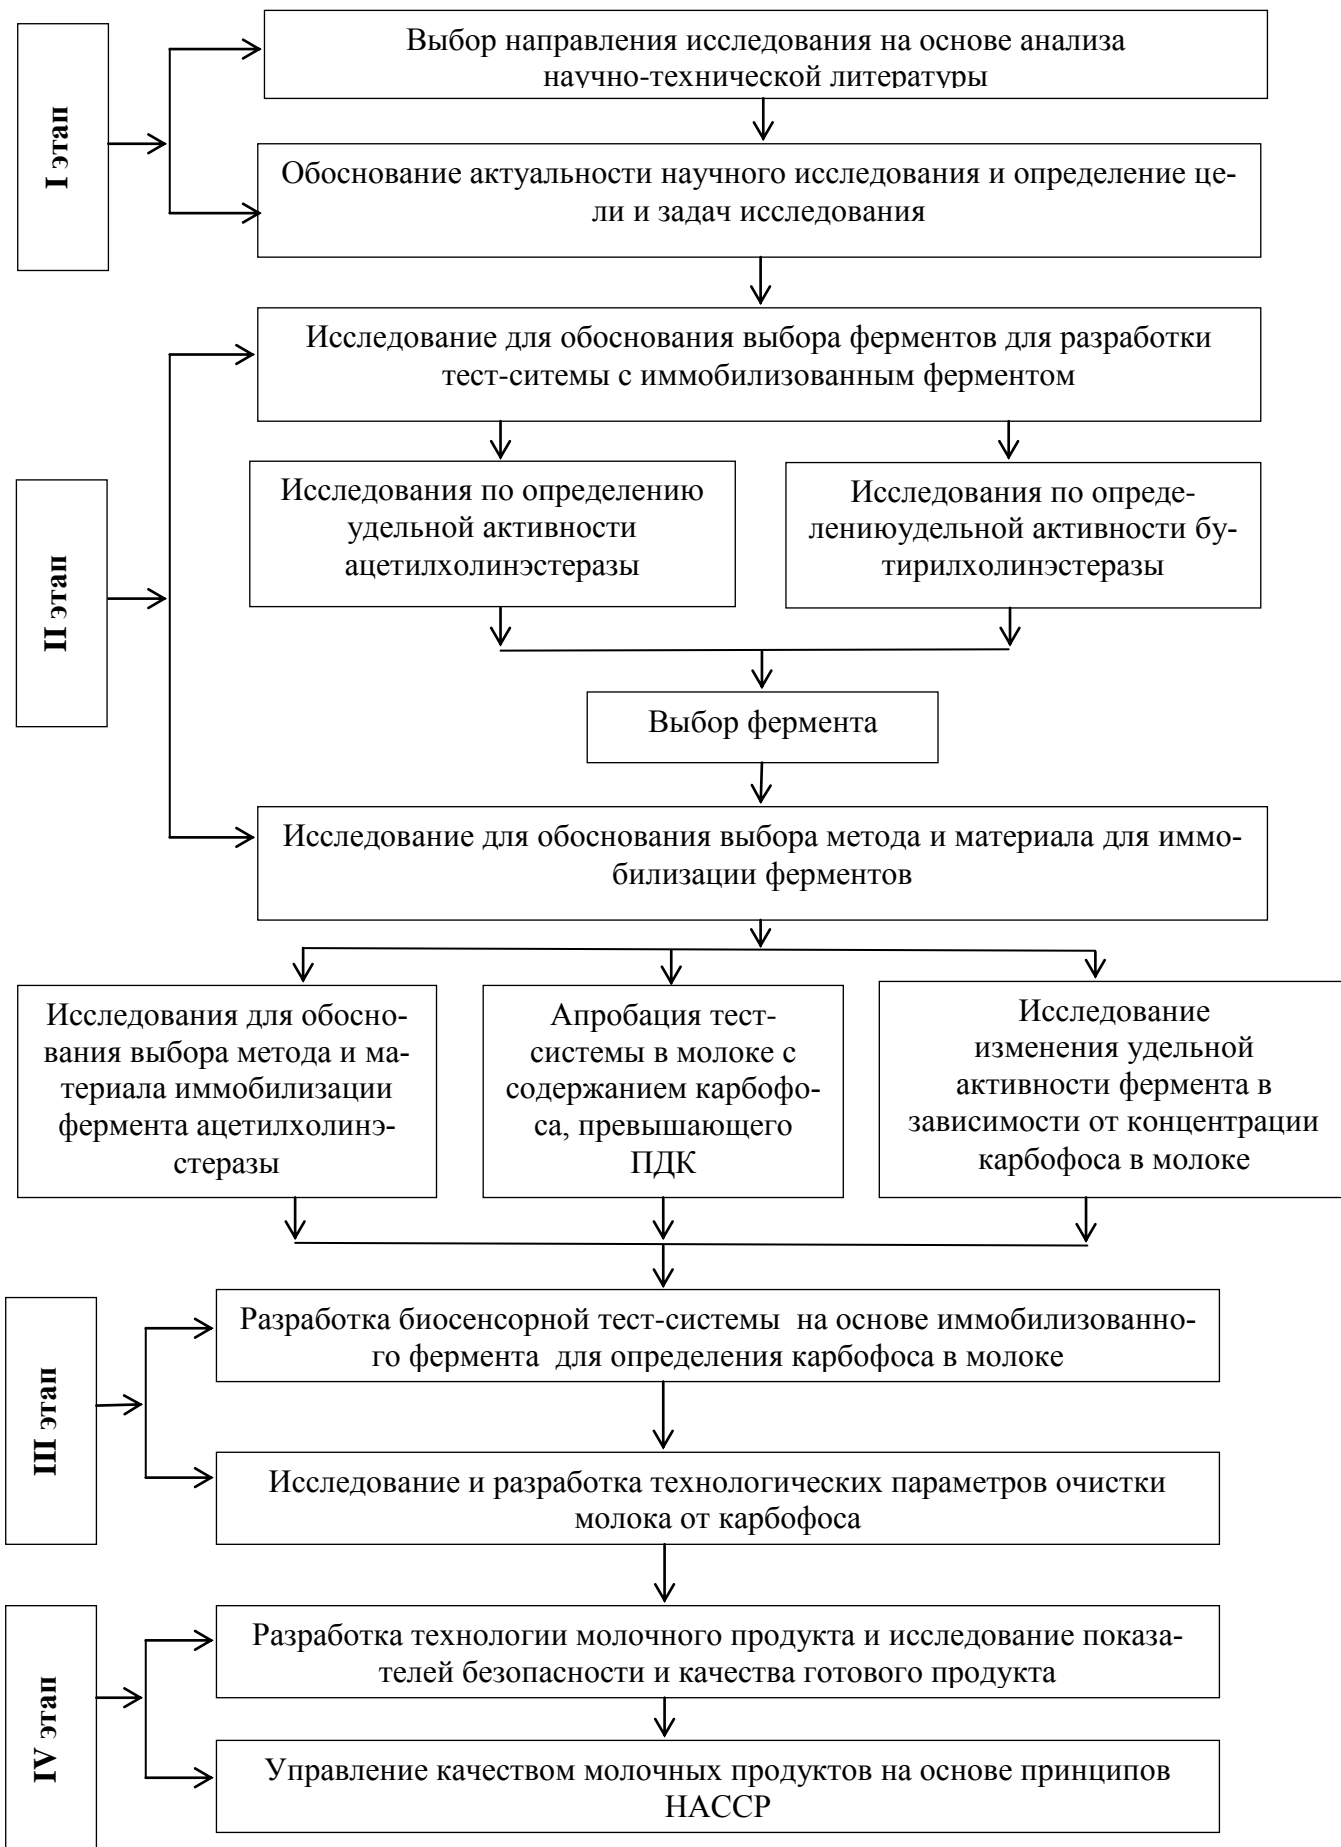 I этап
Выбор направления исследования на основе анализа
научно-технической литературы
Обоснование актуальности научного исследования и определение це-
ли и задач исследования
II этап
Исследование для обоснования выбора ферментов для разработки
тест-ситемы с иммобилизованным ферментом
Исследования по определению
удельной активности
ацетилхолинэстеразы
Исследования по опреде-
лениюудельной активности бу-
тирилхолинэстеразы
Выбор фермента
Исследование для обоснования выбора метода и материала для иммо-
билизации ферментов
Исследования для обосно-
вания выбора метода и ма-
териала иммобилизации
фермента ацетилхолинэ-
стеразы
Апробация тест-
системы в молоке с
содержанием карбофо-
са, превышающего
ПДК
Исследование
изменения удельной
активности фермента в
зависимости от концентрации
карбофоса в молоке
III этап
Разработка биосенсорной тест-системы на основе иммобилизованно-
го фермента для определения карбофоса в молоке
Исследование и разработка технологических параметров очистки
молока от карбофоса
IV этап
Разработка технологии молочного продукта и исследование показа-
телей безопасности и качества готового продукта
Управление качеством молочных продуктов на основе принципов
НАССР